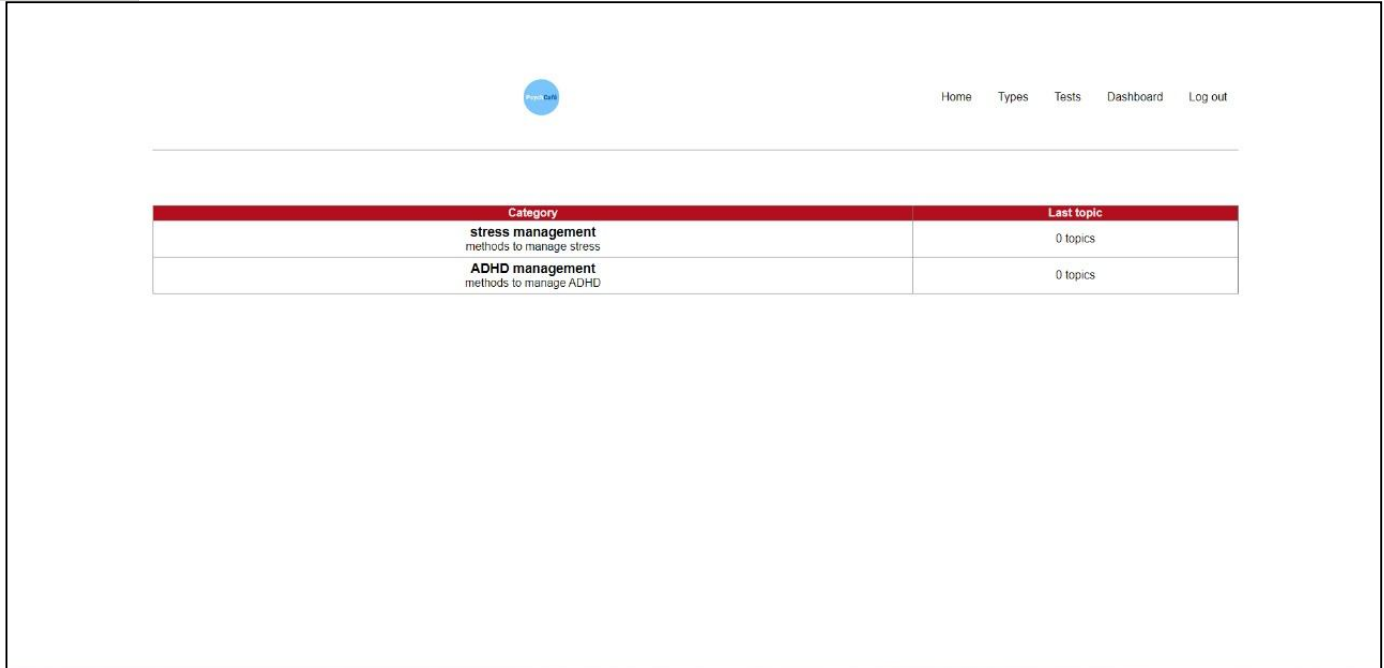 Home Types Tests Dashboard Log out
Category Last topic
stress management
methods to manage stress
0 topics
ADHD management
methods to manage ADHD
0 topics